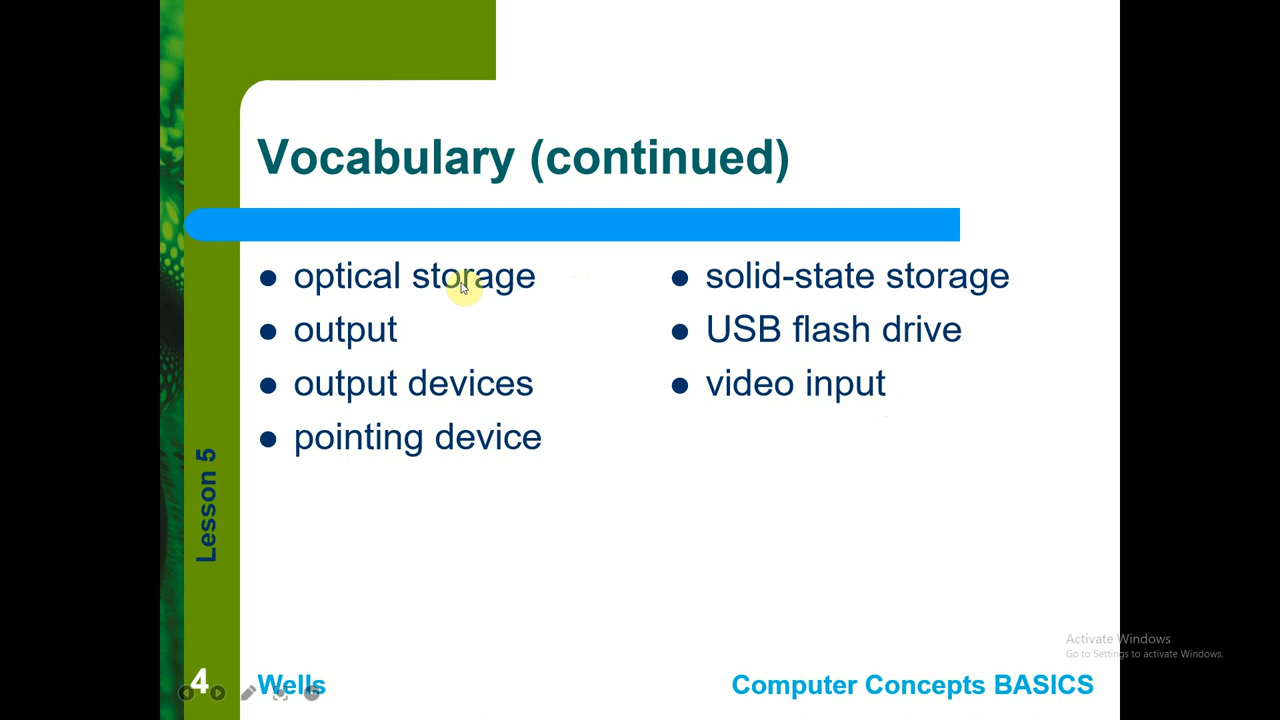 Vocabulary (continued)
optical storage
output
output devices
pointing device
solid-state storage
USB flash drive
video input
Lesson 5
Activate Windows
Go to Settings to activate Windows.
4
Wells
Computer Concepts BASICS